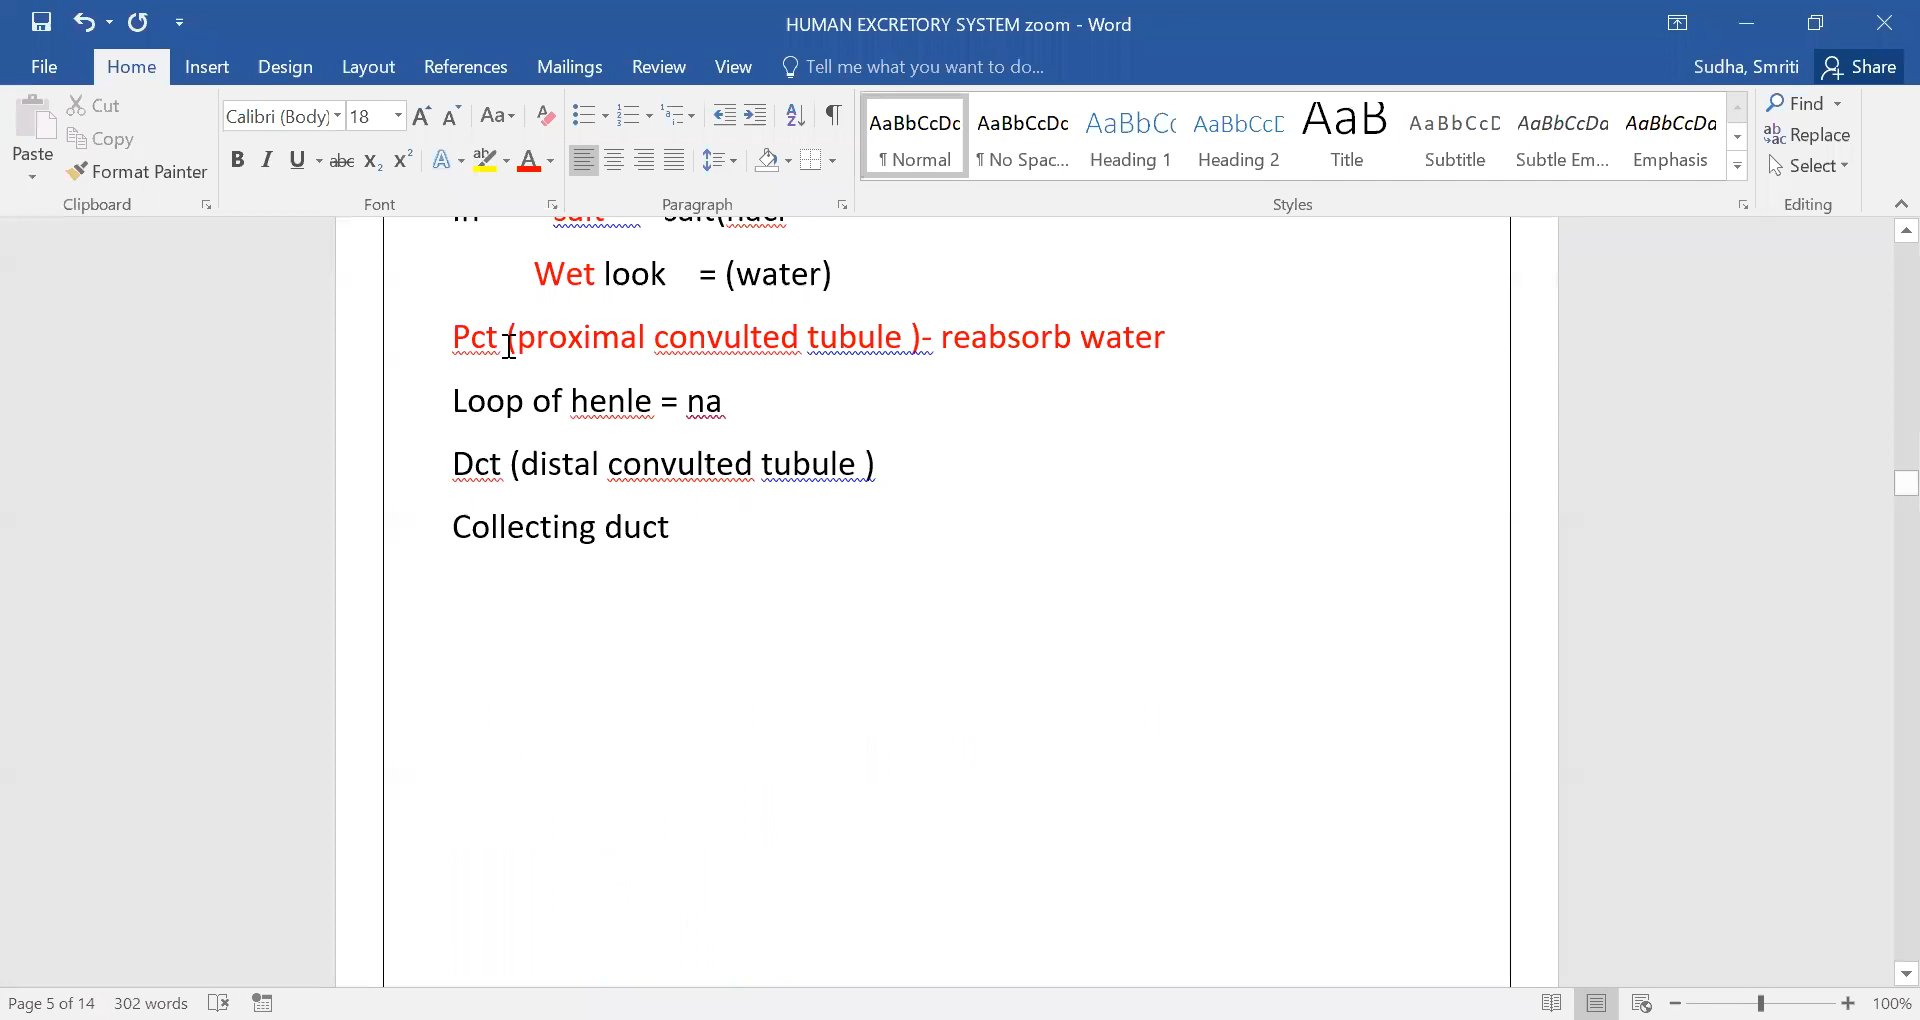 HUMAN EXCRETORY SYSTEM zoom - Word
File Home Insert Design Layout References Mailings Review View Tell me what you want to do... Sudha, Smriti Share
Cut
Copy
Paste
Format Painter
Clipboard
Calibri (Body) 18
Font
Paragraph
AaBbCcDc AaBbCcDc AaBbCc AaBbCcD AaB AaBbCcD AaBbCcDa AaBbCcDa
¶ Normal ¶ No Spac... Heading 1 Heading 2 Title Subtitle Subtle Em... Emphasis
Styles
Find
Replace
Select
Editing
Wet look = (water)
Pct (proximal convulted tubule )- reabsorb water
Loop of henle = na
Dct (distal convulted tubule )
Collecting duct
Page 5 of 14 302 words 100%